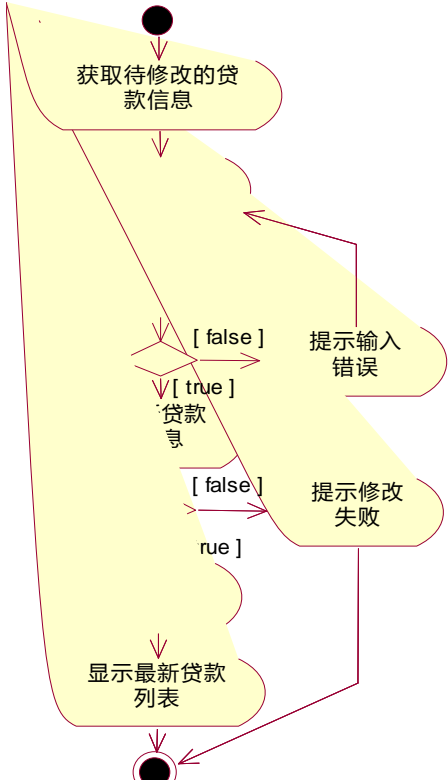 获取待修改的贷
款信息
[ false ]
提示输入
错误
[ true ]
贷款
息
[ false ]
提示修改
失败
rue ]
显示最新贷款
列表